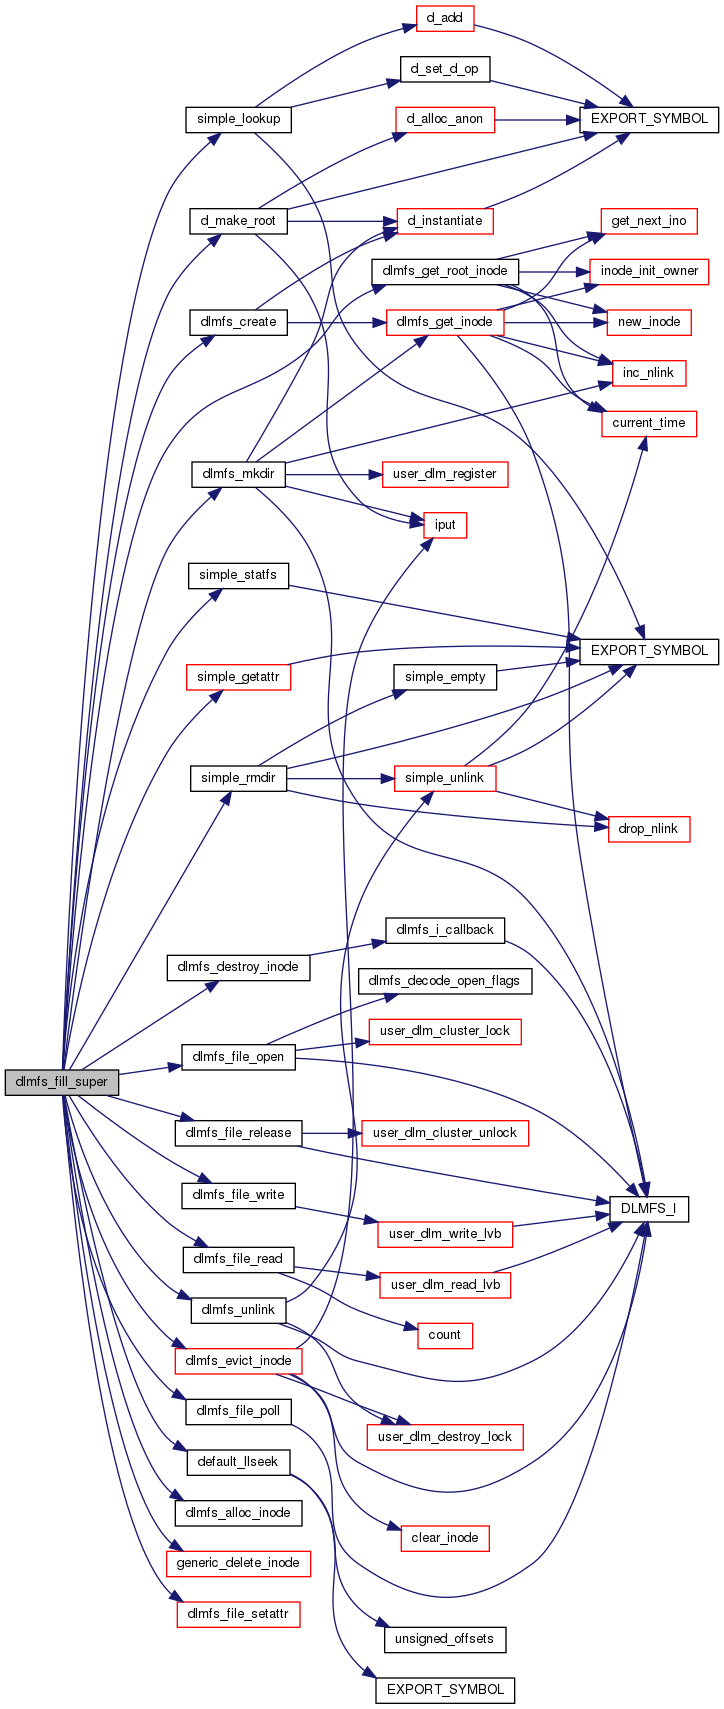 d_add
d_set_d_op
simple_lookup
d_alloc_anon
EXPORT_SYMBOL
d_make_root
d_instantiate
get_next_ino
dlmfs_get_root_inode
inode_init_owner
dlmfs_create
dlmfs_get_inode
new_inode
inc_nlink
current_time
dlmfs_mkdir
user_dlm_register
iput
simple_statfs
EXPORT_SYMBOL
simple_getattr
simple_empty
simple_rmdir
simple_unlink
drop_nlink
dlmfs_i_callback
dlmfs_destroy_inode
dlmfs_decode_open_flags
user_dlm_cluster_lock
dlmfs_file_open
dlmfs_fill_super
dlmfs_file_release
user_dlm_cluster_unlock
dlmfs_file_write
DLMFS_I
user_dlm_write_lvb
dlmfs_file_read
user_dlm_read_lvb
dlmfs_unlink
count
dlmfs_evict_inode
dlmfs_file_poll
user_dlm_destroy_lock
default_llseek
dlmfs_alloc_inode
clear_inode
generic_delete_inode
dlmfs_file_setattr
unsigned_offsets
EXPORT_SYMBOL